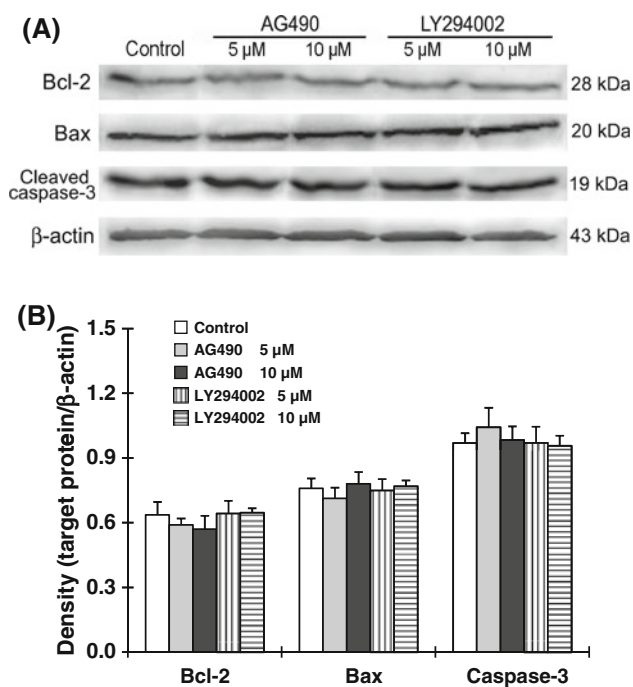 (A)
AG490 LY294002
Control 5 μM 10 μM 5 μM 10 μM
Bcl-2 28 kDa
Bax 20 kDa
Cleaved
caspase-3 19 kDa
β-actin 43 kDa
(B)
Density (target protein/β-actin)
1.5
1.2
0.9
0.6
0.3
0.0
Control
AG490 5 μM
AG490 10 μM
LY294002 5 μM
LY294002 10 μM
Bcl-2 Bax Caspase-3